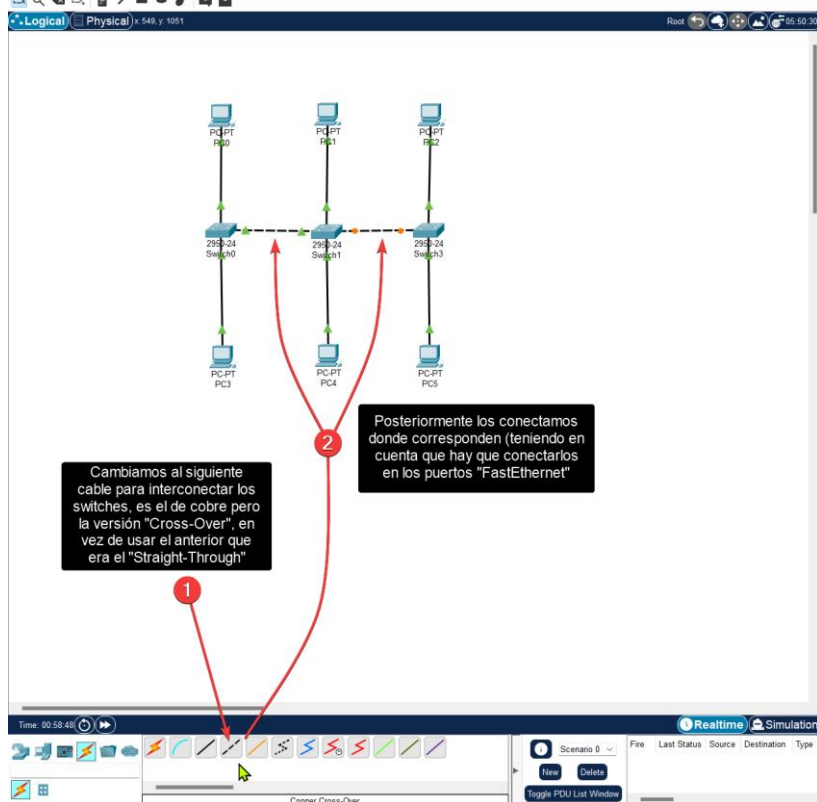 Logical Physical x: 549, y: 1051 Root 05:50:30
PC-PT PC-PT PC-PT
PC0 PC1 PC2
2950-24 2950-24 2950-24
Switch0 Switch1 Switch3
PC-PT PC-PT PC-PT
PC3 PC4 PC5
Posteriormente los conectamos
donde corresponden (teniendo en
cuenta que hay que conectarlos
en los puertos "FastEthernet"
2
Cambiamos al siguiente
cable para interconectar los
switches, es el de cobre pero
la versión "Cross-Over", en
vez de usar el anterior que
era el "Straight-Through"
1
Time: 00:58:48 Realtime Simulation
Scenario 0 Fire Last Status Source Destination Type
New Delete
Toggle PDU List Window
Copper Cross-Over